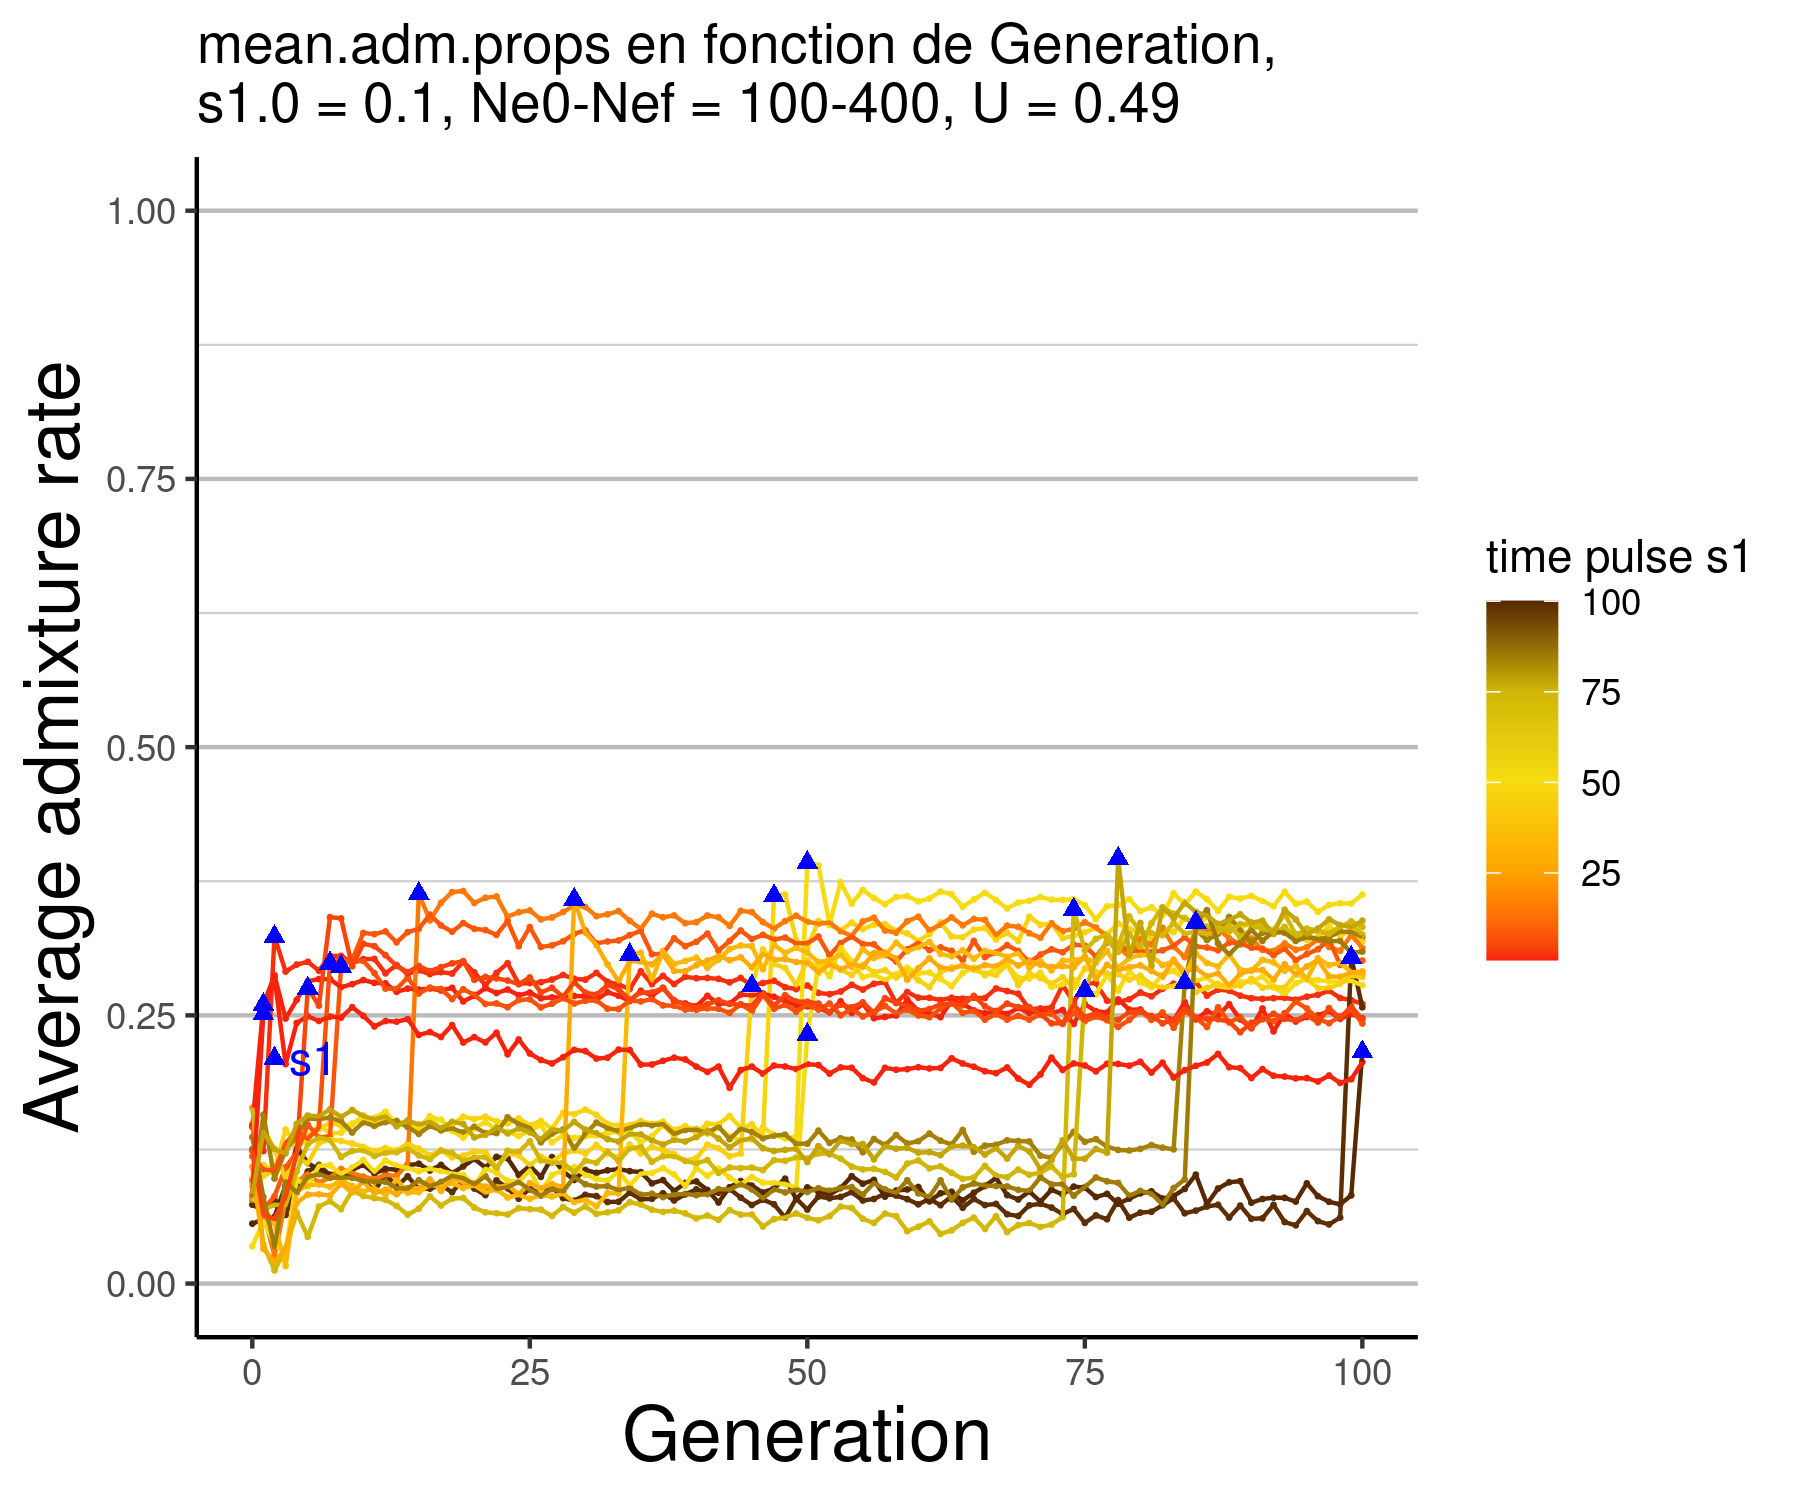 mean.adm.props en fonction de Generation,
s1.0 = 0.1, Ne0-Nef = 100-400, U = 0.49
Average admixture rate
1.00
0.75
0.50
0.25
0.00
s1
0
25
50
75
100
Generation
time pulse s1
100
75
50
25